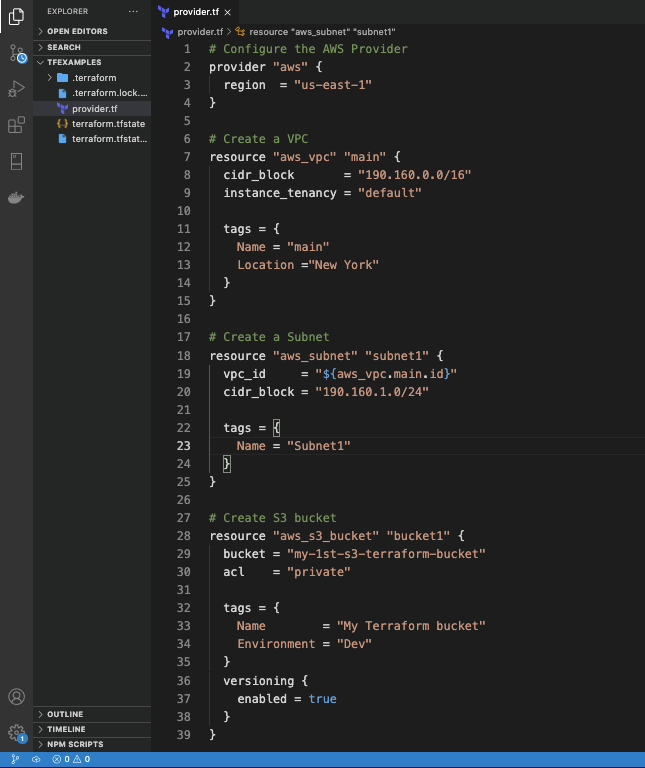 EXPLORER ...
OPEN EDITORS
SEARCH
TFEXAMPLES
.terraform
.terraform.lock....
provider.tf
terraform.tfstate
terraform.tfstat...
OUTLINE
TIMELINE
NPM SCRIPTS
1
provider.tf ×
provider.tf > resource "aws_subnet" "subnet1"
1 # Configure the AWS Provider
2 provider "aws" {
3 region = "us-east-1"
4 }
5
6 # Create a VPC
7 resource "aws_vpc" "main" {
8 cidr_block = "190.160.0.0/16"
9 instance_tenancy = "default"
10
11 tags = {
12 Name = "main"
13 Location ="New York"
14 }
15 }
16
17 # Create a Subnet
18 resource "aws_subnet" "subnet1" {
19 vpc_id = "${aws_vpc.main.id}"
20 cidr_block = "190.160.1.0/24"
21
22 tags = {
23 Name = "Subnet1"
24 }
25 }
26
27 # Create S3 bucket
28 resource "aws_s3_bucket" "bucket1" {
29 bucket = "my-1st-s3-terraform-bucket"
30 acl = "private"
31
32 tags = {
33 Name = "My Terraform bucket"
34 Environment = "Dev"
35 }
36 versioning {
37 enabled = true
38 }
39 }
0 0